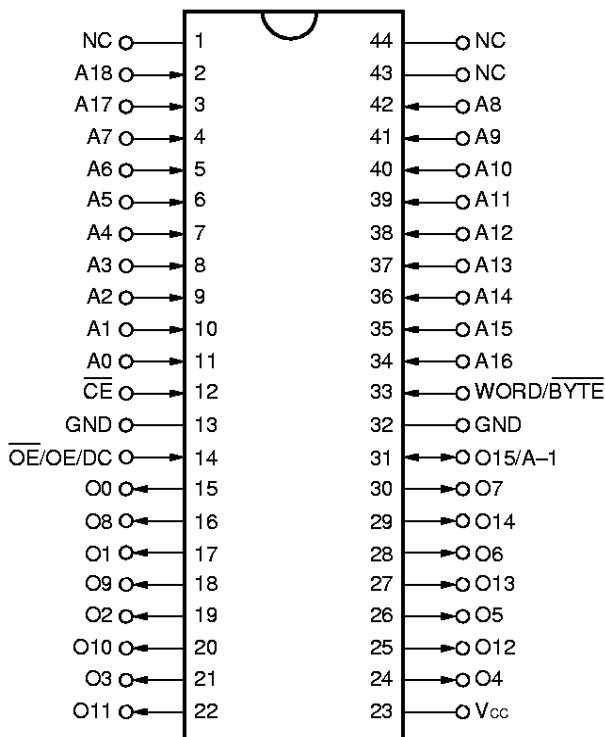 NC 1 44 NC
A18 2 43 NC
A17 3 42 A8
A7 4 41 A9
A6 5 40 A10
A5 6 39 A11
A4 7 38 A12
A3 8 37 A13
A2 9 36 A14
A1 10 35 A15
A0 11 34 A16
C̅E̅ 12 33 WORD/B̅Y̅T̅E̅
GND 13 32 GND
O̅E̅/OE/DC 14 31 O15/A–1
O0 15 30 O7
O8 16 29 O14
O1 17 28 O6
O9 18 27 O13
O2 19 26 O5
O10 20 25 O12
O3 21 24 O4
O11 22 23 Vcc